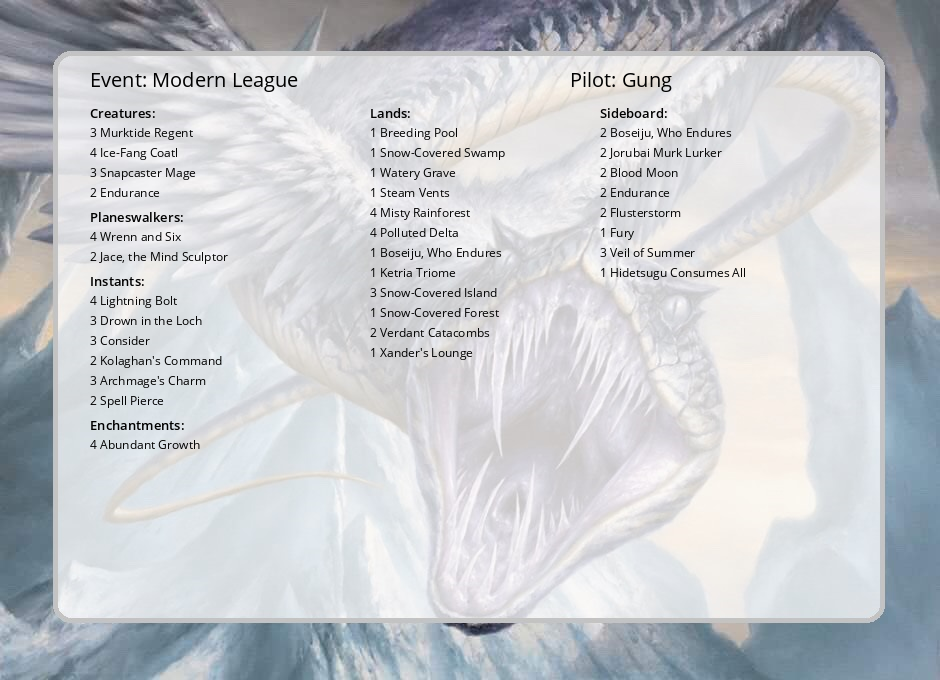 Event: Modern League
Pilot: Gung
Creatures:
3 Murktide Regent
4 Ice-Fang Coatl
3 Snapcaster Mage
2 Endurance
Planeswalkers:
4 Wrenn and Six
2 Jace, the Mind Sculptor
Instants:
4 Lightning Bolt
3 Drown in the Loch
3 Consider
2 Kolaghan's Command
3 Archmage's Charm
2 Spell Pierce
Enchantments:
4 Abundant Growth
Lands:
1 Breeding Pool
1 Snow-Covered Swamp
1 Watery Grave
1 Steam Vents
4 Misty Rainforest
4 Polluted Delta
1 Boseiju, Who Endures
1 Ketria Triome
3 Snow-Covered Island
1 Snow-Covered Forest
2 Verdant Catacombs
1 Xander's Lounge
Sideboard:
2 Boseiju, Who Endures
2 Jorubai Murk Lurker
2 Blood Moon
2 Endurance
2 Flusterstorm
1 Fury
3 Veil of Summer
1 Hidetsugu Consumes All